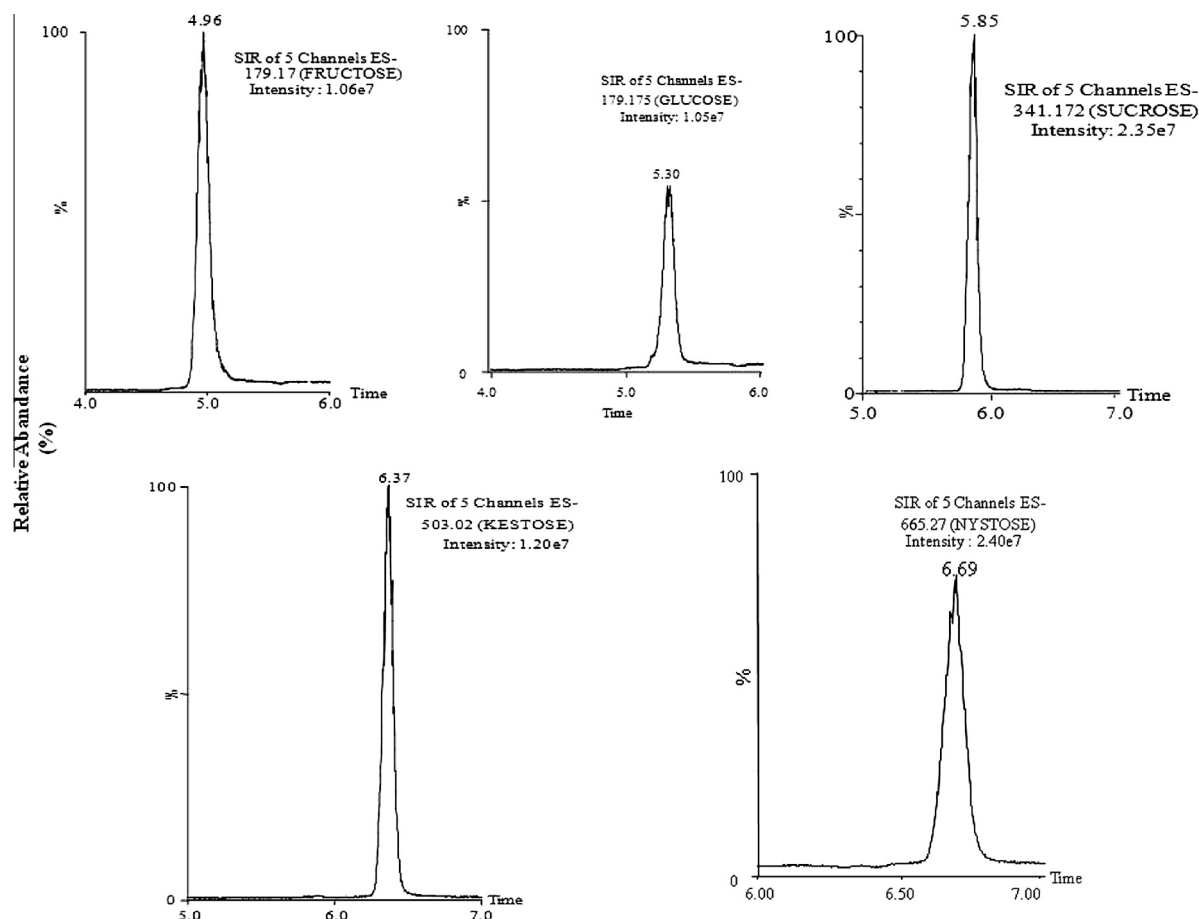 Relative Abandance
(%)
4.96
100
SIR of 5 Channels ES-
179.17 (FRUCTOSE)
Intensity : 1.06e7
%
4.0
5.0
6.0
Time
100
SIR of 5 Channels ES-
179.175 (GLUCOSE)
Intensity: 1.05e7
5.30
%
0
4.0
5.0
6.0
Time
5.85
100
SIR of 5 Channels ES-
341.172 (SUCROSE)
Intensity: 2.35e7
%
0
5.0
6.0
7.0
Time
6.37
100
SIR of 5 Channels ES-
503.02 (KESTOSE)
Intensity: 1.20e7
%
0
5.0
6.0
7.0
Time
100
SIR of 5 Channels ES-
665.27 (NYSTOSE)
Intensity : 2.40e7
6.69
%
0
6.00
6.50
7.00
Time